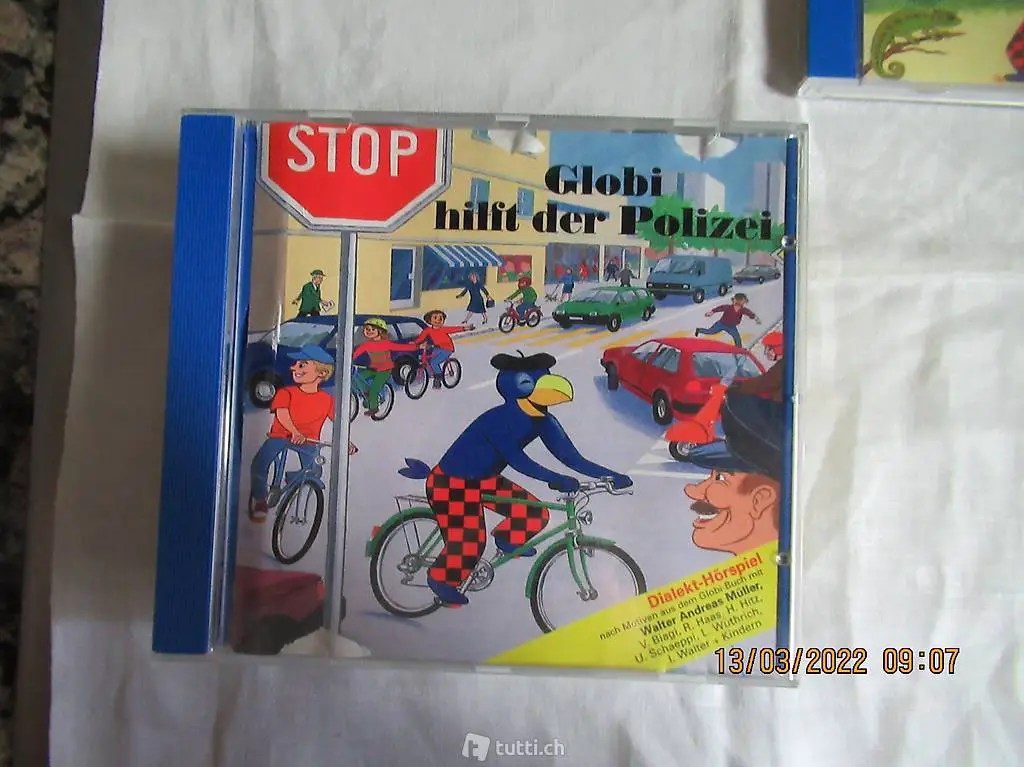 STOP
Globi
hilft der Polizei
Dialekt-Hörspiel
nach Motiven aus dem Globi Buch mit
Walter Andreas Müller,
V. Biagi, R. Haas, H. Hitz,
U. Schaeppi, L. Wüthrich,
I. Walter + Kindern
13/03/2022 09:07
tutti.ch